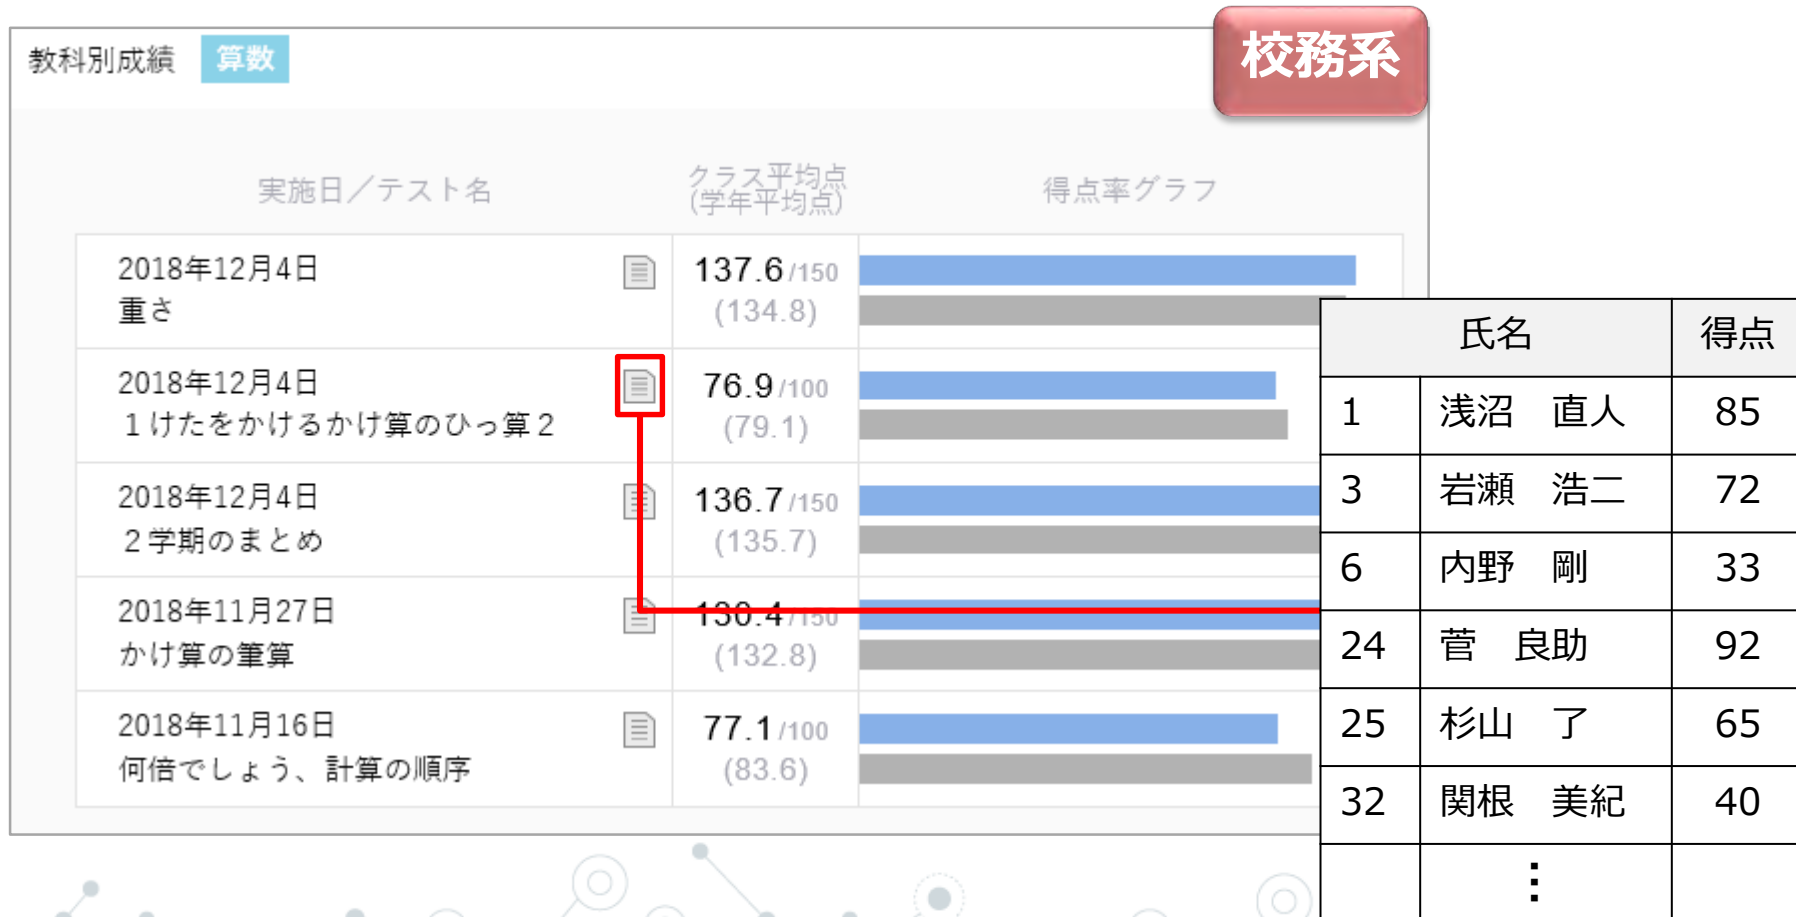 校務系
教科別成績 算数
実施日／テスト名
クラス平均点
(学年平均点)
得点率グラフ
2018年12月4日
重さ
137.6/150
(134.8)
2018年12月4日
１けたをかけるかけ算のひっ算２
76.9/100
(79.1)
2018年12月4日
２学期のまとめ
136.7/150
(135.7)
2018年11月27日
かけ算の筆算
130.4/150
(132.8)
2018年11月16日
何倍でしょう、計算の順序
77.1/100
(83.6)
氏名 得点
1 浅沼　直人 85
3 岩瀬　浩二 72
6 内野　剛 33
24 菅　良助 92
25 杉山　了 65
32 関根　美紀 40
⋮